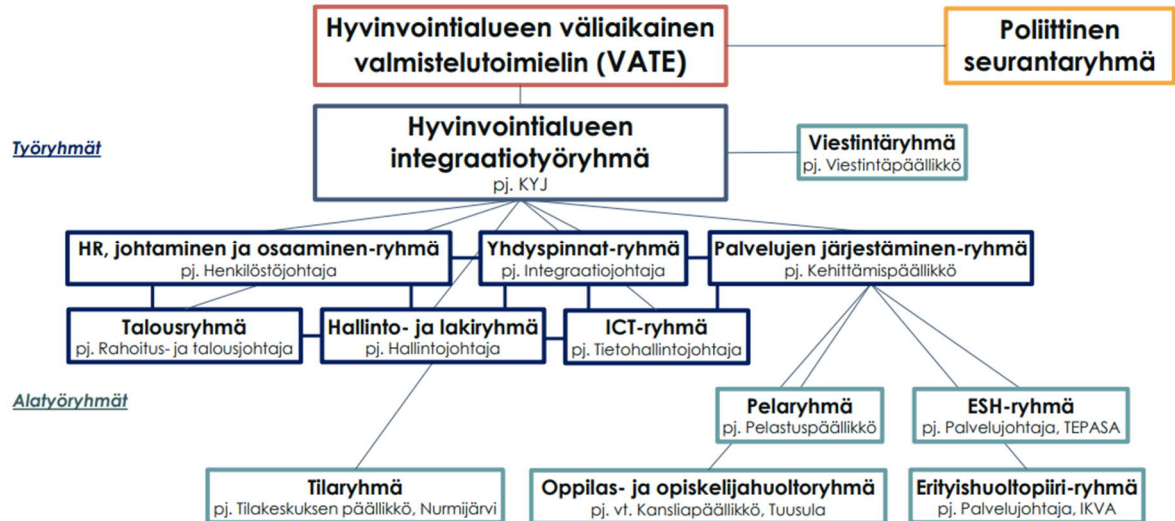 Hyvinvointialueen väliaikainen
valmistelutoimielin (VATE)
Poliittinen
seurantaryhmä
Työryhmät
Hyvinvointialueen
integraatiotyöryhmä
pj. KYJ
Viestintäryhmä
pj. Viestintäpäällikkö
HR, johtaminen ja osaaminen-ryhmä
pj. Henkilöstöjohtaja
Yhdyspinnat-ryhmä
pj. Integraatiojohtaja
Palvelujen järjestäminen-ryhmä
pj. Kehittämispäällikkö
Talousryhmä
pj. Rahoitus- ja talousjohtaja
Hallinto- ja lakiryhmä
pj. Hallintojohtaja
ICT-ryhmä
pj. Tietohallintojohtaja
Alatyöryhmät
Pelaryhmä
pj. Pelastuspäällikkö
ESH-ryhmä
pj. Palvelujohtaja, TEPASA
Tilaryhmä
pj. Tilakeskuksen päällikkö, Nurmijärvi
Oppilas- ja opiskelijahuoltoryhmä
pj. vt. Kansliapäällikkö, Tuusula
Erityishuoltopiiri-ryhmä
pj. Palvelujohtaja, IKVA